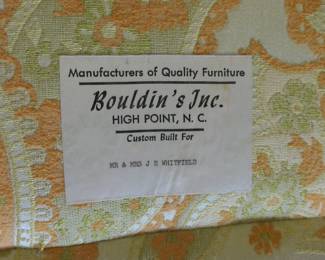 Manufacturers of Quality Furniture
Bouldin's Inc.
HIGH POINT, N. C.
Custom Built For
MR & MRS J E WHITFIELD